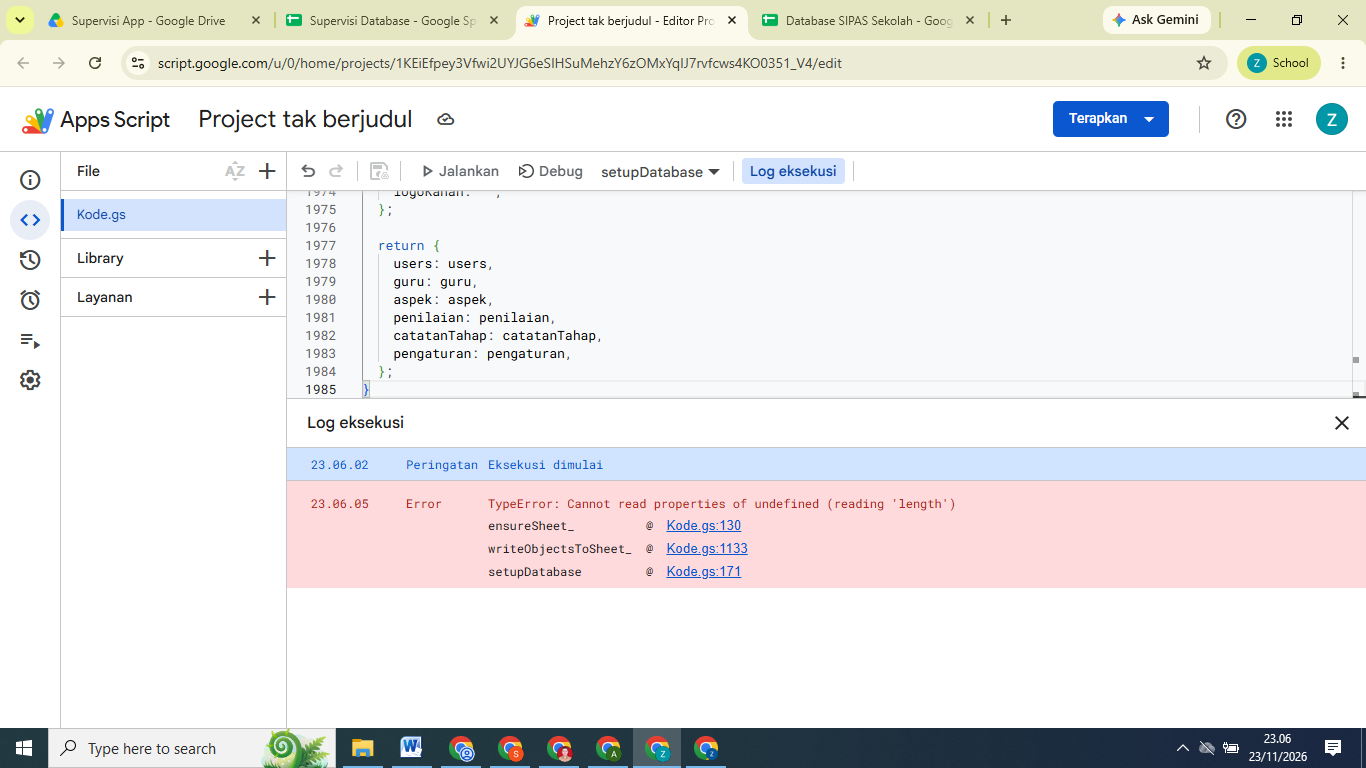 Supervisi App - Google Drive
Supervisi Database - Google Sp
Project tak berjudul - Editor Pro
Database SIPAS Sekolah - Goog
Ask Gemini
script.google.com/u/0/home/projects/1KEiEfpey3Vfwi2UYJG6eSIHSuMehzY6zOMxYqlJ7rvfcws4KO0351_V4/edit
Z School
Apps Script
Project tak berjudul
Terapkan
Z
File
AZ
Jalankan
Debug
setupDatabase
Log eksekusi
Kode.gs
Library
Layanan
1974 logoKanan: "",
1975 };
1976
1977 return {
1978 users: users,
1979 guru: guru,
1980 aspek: aspek,
1981 penilaian: penilaian,
1982 catatanTahap: catatanTahap,
1983 pengaturan: pengaturan,
1984 };
1985 }
Log eksekusi
23.06.02 Peringatan Eksekusi dimulai
23.06.05 Error TypeError: Cannot read properties of undefined (reading 'length')
ensureSheet_ @ Kode.gs:130
writeObjectsToSheet_ @ Kode.gs:1133
setupDatabase @ Kode.gs:171
Type here to search
23.06
23/11/2026